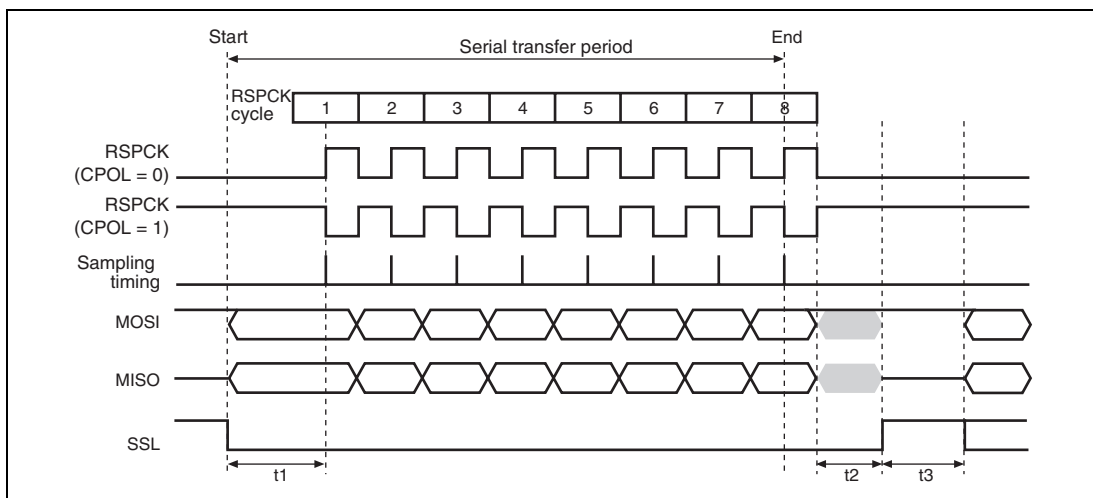 Start
End
Serial transfer period
RSPCK
cycle
1 2 3 4 5 6 7 8
RSPCK
(CPOL = 0)
RSPCK
(CPOL = 1)
Sampling
timing
MOSI
MISO
SSL
t1
t2
t3